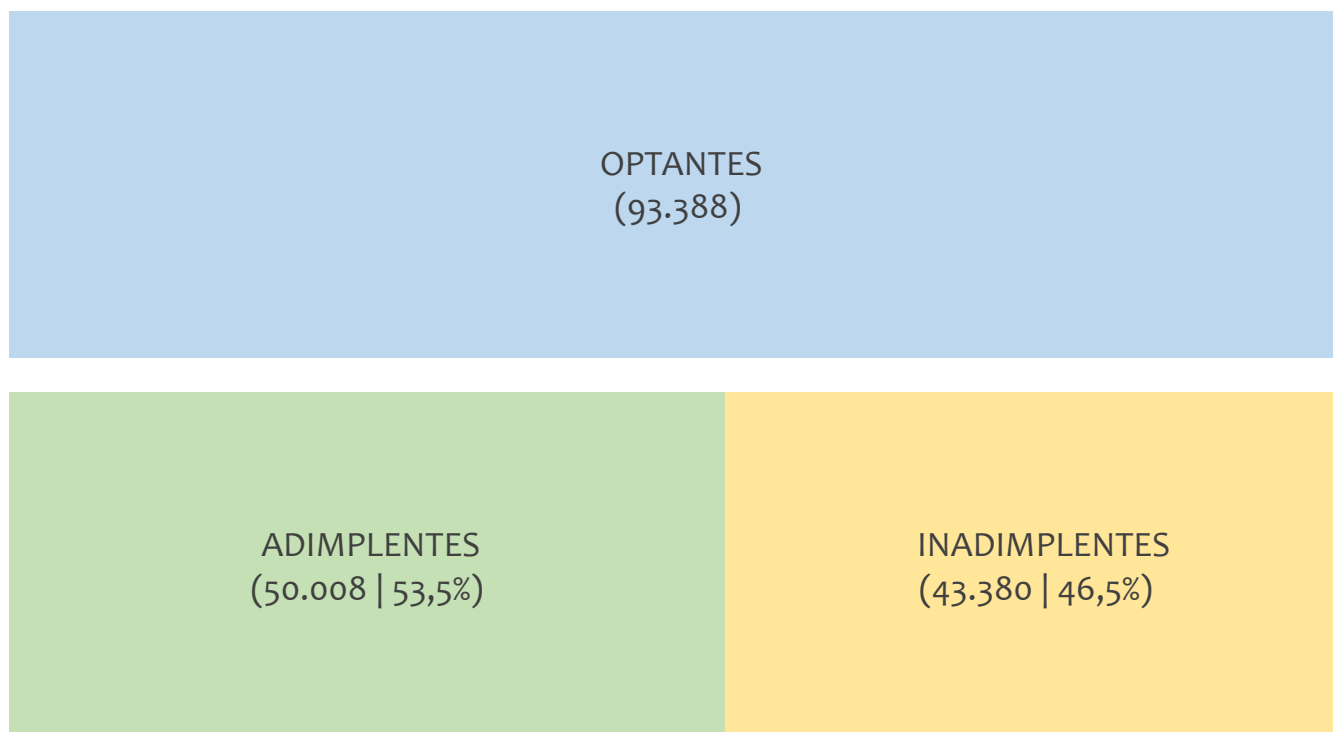 OPTANTES
(93.388)
ADIMPLENTES
(50.008 | 53,5%)
INADIMPLENTES
(43.380 | 46,5%)